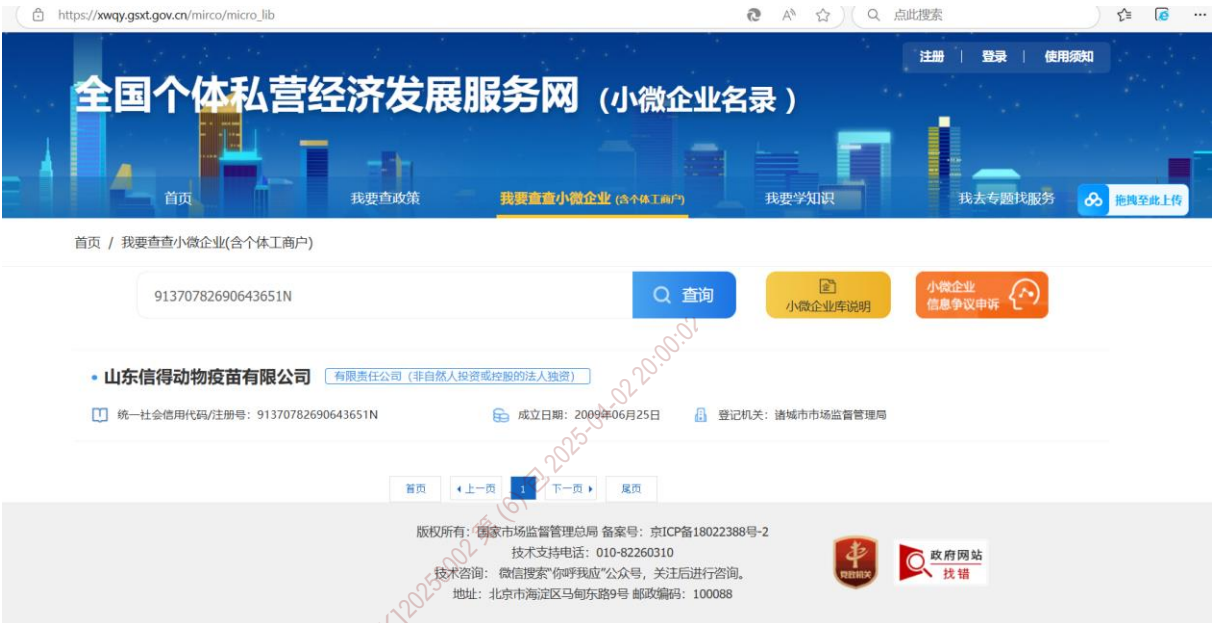 https://xwqy.gsxt.gov.cn/mirco/micro_lib
点此搜索
注册 | 登录 | 使用须知
全国个体私营经济发展服务网（小微企业名录）
首页 我要查政策 我要查查小微企业 (含个体工商户) 我要学知识 我去专题找服务 拖拽至此上传
首页 / 我要查查小微企业(含个体工商户)
91370782690643651N 查询 小微企业库说明
小微企业
信息争议申诉
山东信得动物疫苗有限公司 有限责任公司（非自然人投资或控股的法人独资）
统一社会信用代码/注册号：91370782690643651N 成立日期：2009年06月25日 登记机关：诸城市市场监督管理局
首页 上一页 1 下一页 尾页
版权所有：国家市场监督管理总局 备案号：京ICP备18022388号-2
技术支持电话：010-82260310
技术咨询： 微信搜索“你呼我应”公众号，关注后进行咨询。
地址：北京市海淀区马甸东路9号 邮政编码：100088
党政机关
政府网站
找错
120250002 第 (6) 包 2025-04-02 20:00:02